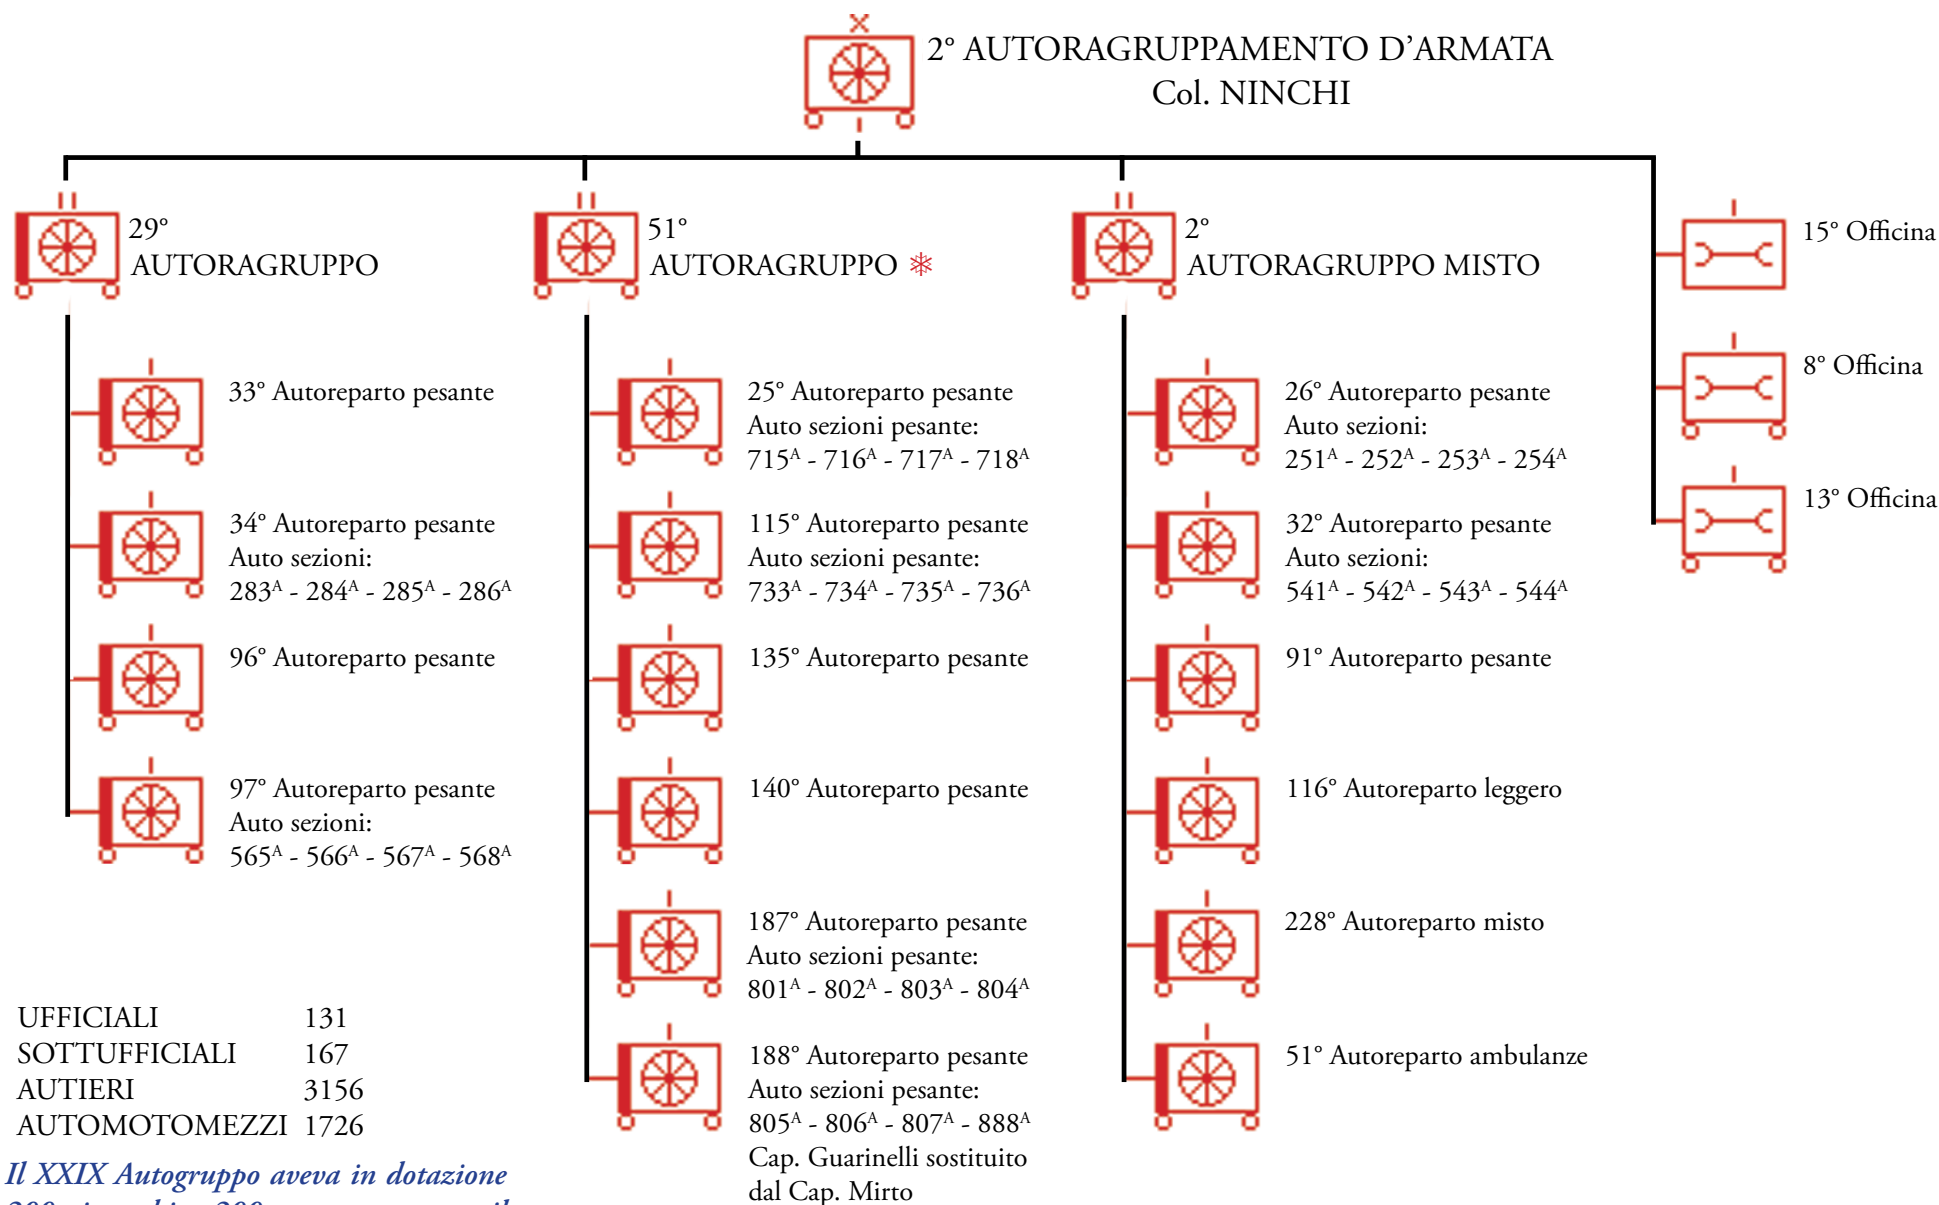 2° AUTORAGRUPPAMENTO D'ARMATA
Col. NINCHI
29°
AUTORAGRUPPO
33° Autoreparto pesante
34° Autoreparto pesante
Auto sezioni:
283ᴬ - 284ᴬ - 285ᴬ - 286ᴬ
96° Autoreparto pesante
97° Autoreparto pesante
Auto sezioni:
565ᴬ - 566ᴬ - 567ᴬ - 568ᴬ
51°
AUTORAGRUPPO ❄
25° Autoreparto pesante
Auto sezioni pesante:
715ᴬ - 716ᴬ - 717ᴬ - 718ᴬ
115° Autoreparto pesante
Auto sezioni pesante:
733ᴬ - 734ᴬ - 735ᴬ - 736ᴬ
135° Autoreparto pesante
140° Autoreparto pesante
187° Autoreparto pesante
Auto sezioni pesante:
801ᴬ - 802ᴬ - 803ᴬ - 804ᴬ
188° Autoreparto pesante
Auto sezioni pesante:
805ᴬ - 806ᴬ - 807ᴬ - 888ᴬ
Cap. Guarinelli sostituito
dal Cap. Mirto
2°
AUTORAGRUPPO MISTO
26° Autoreparto pesante
Auto sezioni:
251ᴬ - 252ᴬ - 253ᴬ - 254ᴬ
32° Autoreparto pesante
Auto sezioni:
541ᴬ - 542ᴬ - 543ᴬ - 544ᴬ
91° Autoreparto pesante
116° Autoreparto leggero
228° Autoreparto misto
51° Autoreparto ambulanze
15° Officina
8° Officina
13° Officina
UFFICIALI 131
SOTTUFFICIALI 167
AUTIERI 3156
AUTOMOTOMEZZI 1726
Il XXIX Autogruppo aveva in dotazione